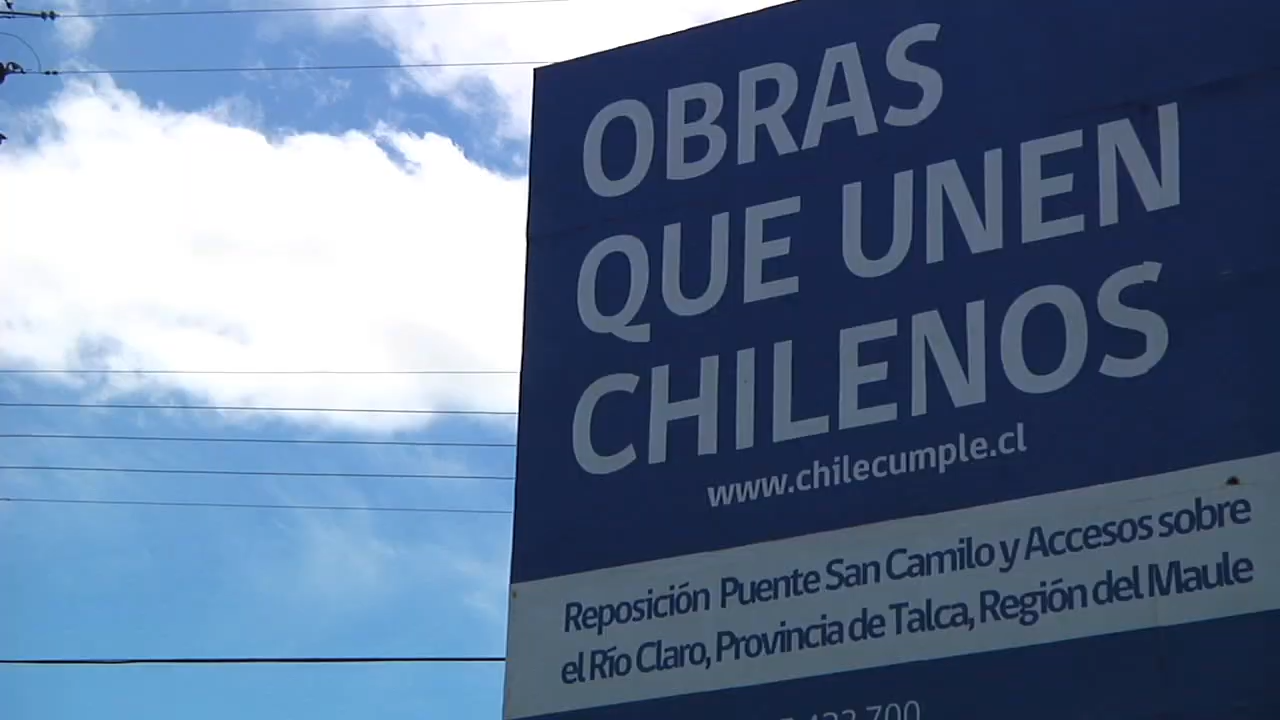 OBRAS
QUE UNEN
CHILENOS
www.chilecumple.cl
Reposición Puente San Camilo y Accesos sobre
el Río Claro, Provincia de Talca, Región del Maule